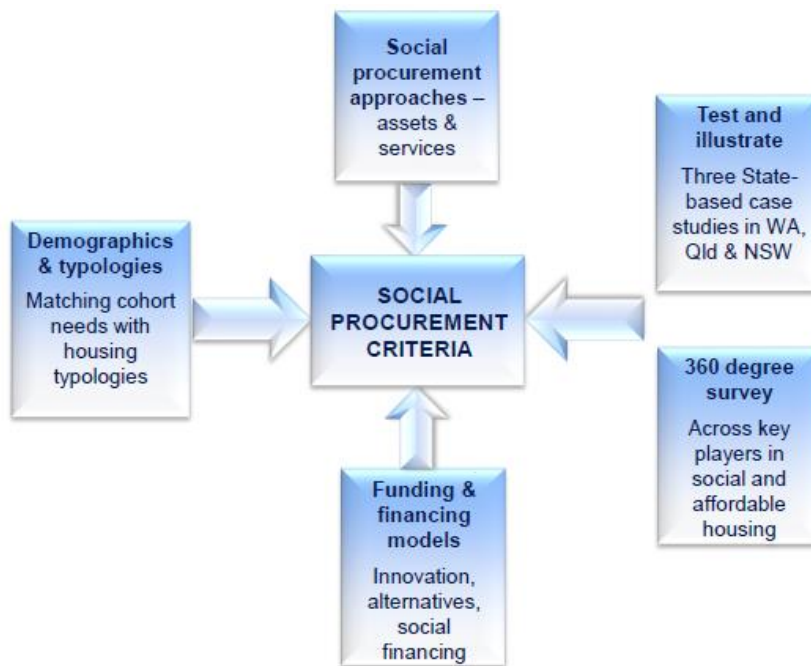 Social
procurement
approaches –
assets &
services
Test and
illustrate
Three State-
based case
studies in WA,
Qld & NSW
Demographics
& typologies
Matching cohort
needs with
housing
typologies
SOCIAL
PROCUREMENT
CRITERIA
360 degree
survey
Across key
players in
social and
affordable
housing
Funding &
financing
models
Innovation,
alternatives,
social
financing